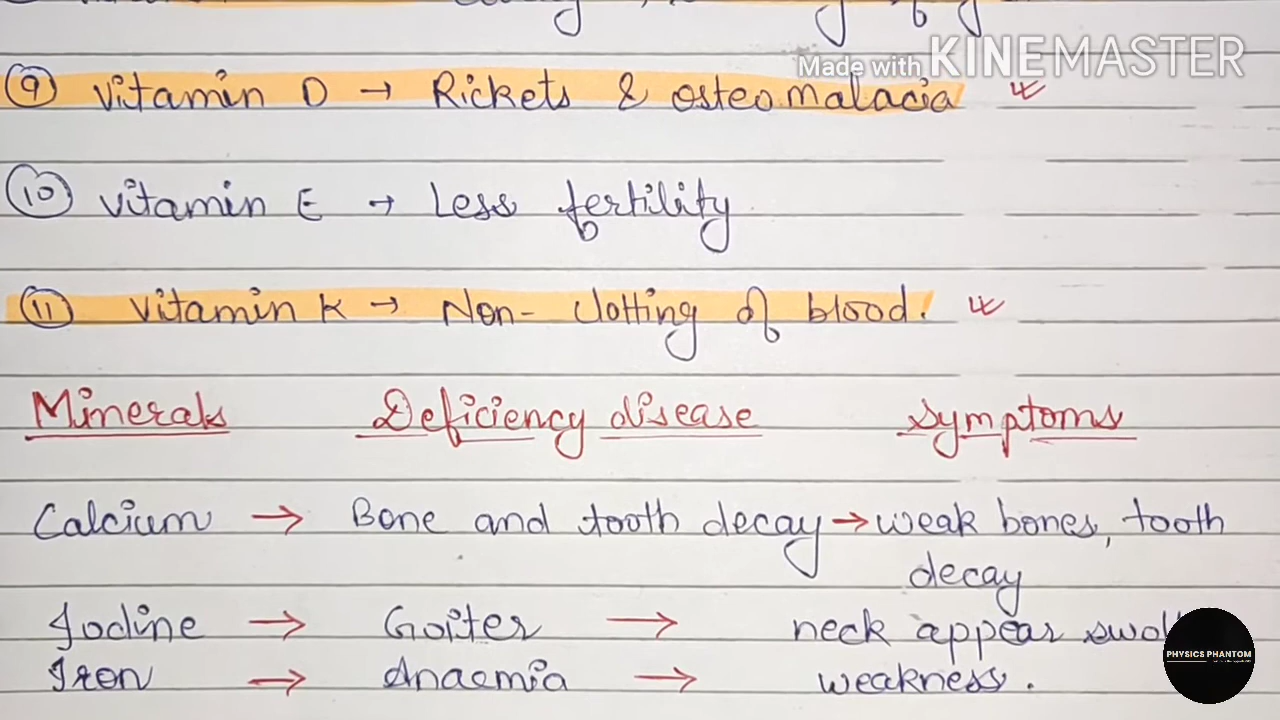 Made with KINEMASTER
9 Vitamin D → Rickets & osteomalacia
10 Vitamin E → Less fertility
11 Vitamin K → Non-clotting of blood.
Minerals Deficiency disease Symptoms
Calcium → Bone and tooth decay → weak bones, tooth
decay
Iodine → Goiter → neck appear
Iron → Anaemia → weakness.
PHYSICS PHANTOM